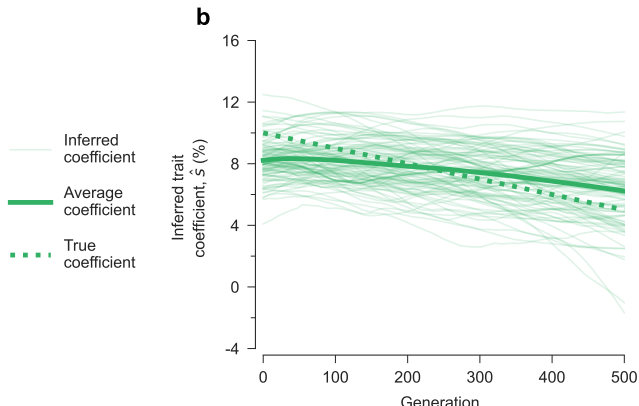 b
Inferred
coefficient
Average
coefficient
True
coefficient
Inferred trait
coefficient, ŝ (%)
16
12
8
4
0
-4
0 100 200 300 400 500
Generation